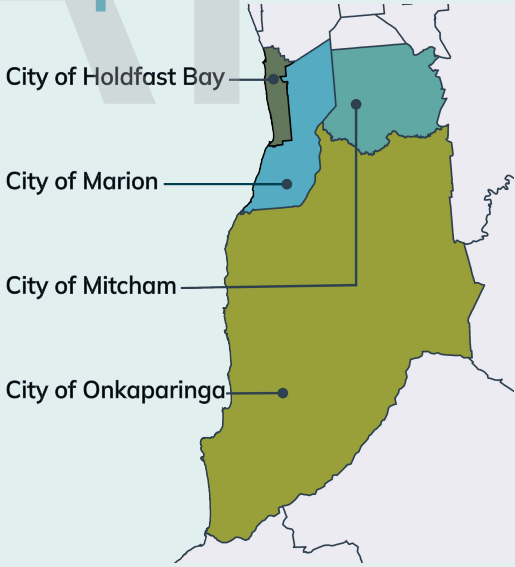 City of Holdfast Bay
City of Marion
City of Mitcham
City of Onkaparinga